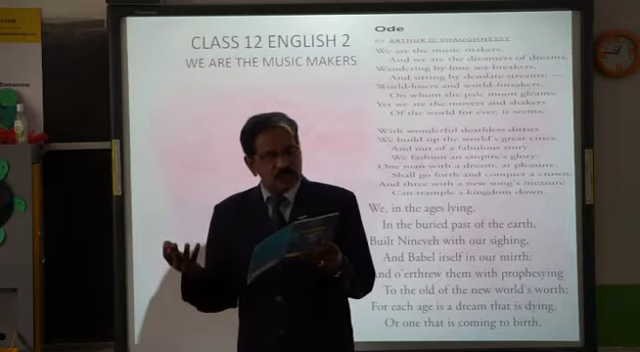 Tomorrow
CLASS 12 ENGLISH 2
WE ARE THE MUSIC MAKERS
Ode
BY ARTHUR O'SHAUGHNESSY
We are the music makers,
And we are the dreamers of dreams,
Wandering by lone sea-breakers,
And sitting by desolate streams; —
World-losers and world-forsakers,
On whom the pale moon gleams:
Yet we are the movers and shakers
Of the world for ever, it seems.
With wonderful deathless ditties
We build up the world's great cities,
And out of a fabulous story
We fashion an empire's glory:
One man with a dream, at pleasure,
Shall go forth and conquer a crown;
And three with a new song's measure
Can trample a kingdom down.
We, in the ages lying,
In the buried past of the earth,
Built Nineveh with our sighing,
And Babel itself in our mirth;
And o'erthrew them with prophesying
To the old of the new world's worth;
For each age is a dream that is dying,
Or one that is coming to birth.